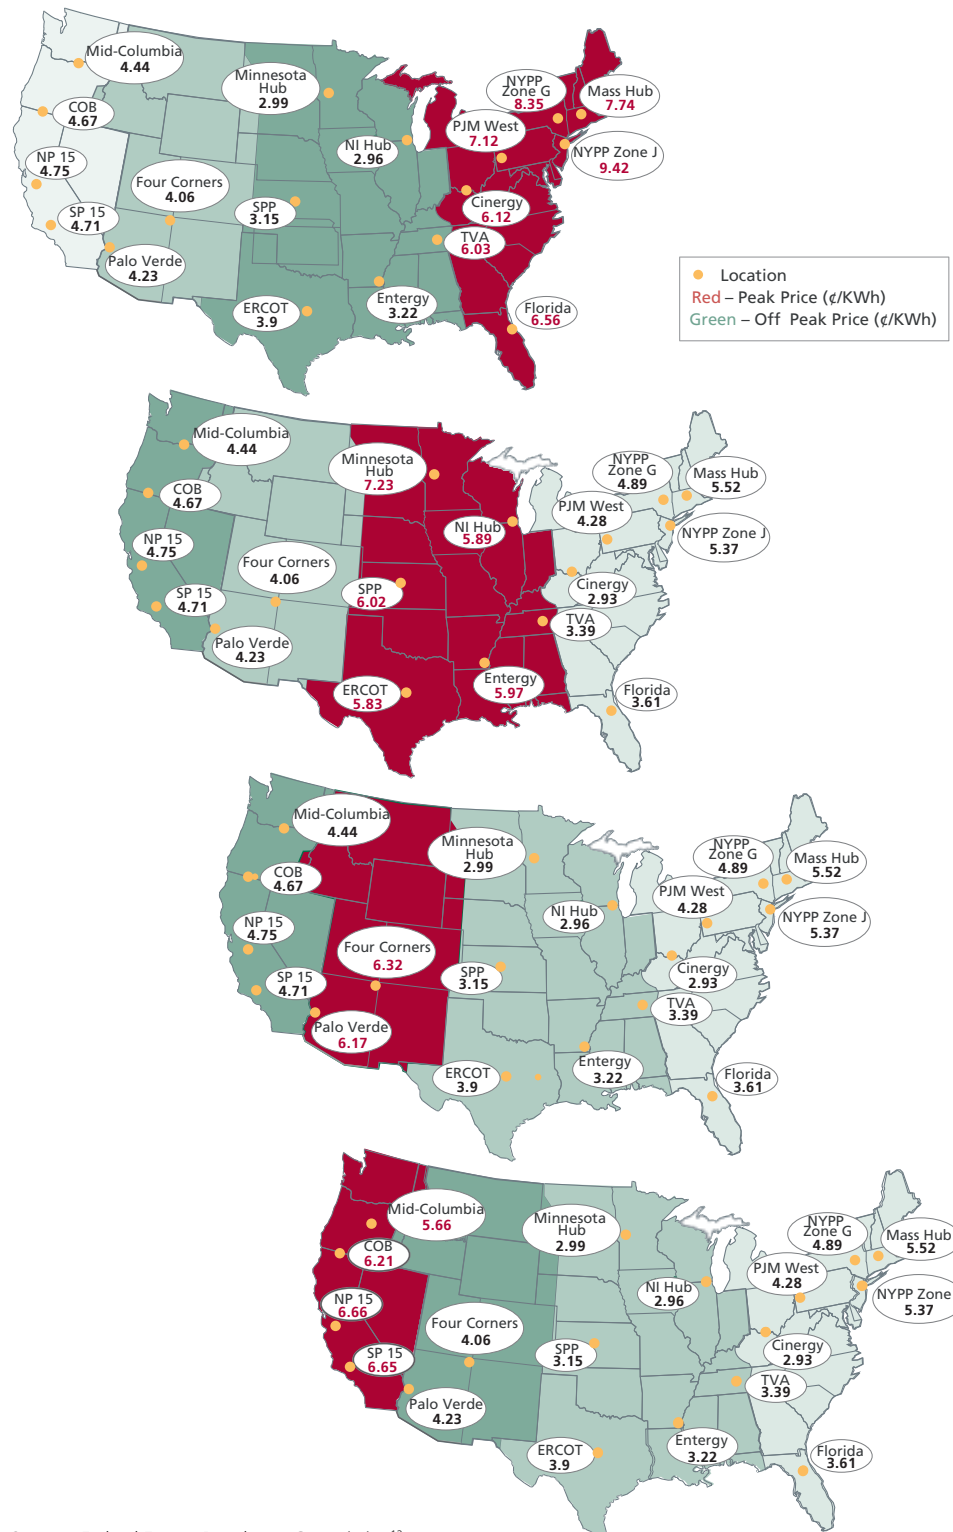 Mid-Columbia
4.44
COB
4.67
NP 15
4.75
SP 15
4.71
Palo Verde
4.23
Four Corners
4.06
Minnesota
Hub
2.99
NI Hub
2.96
SPP
3.15
ERCOT
3.9
Entergy
3.22
NYPP
Zone G
8.35
Mass Hub
7.74
PJM West
7.12
NYPP Zone J
9.42
Cinergy
6.12
TVA
6.03
Florida
6.56
Location
Red – Peak Price (¢/KWh)
Green – Off Peak Price (¢/KWh)
Mid-Columbia
4.44
COB
4.67
NP 15
4.75
SP 15
4.71
Palo Verde
4.23
Four Corners
4.06
Minnesota
Hub
7.23
NI Hub
5.89
SPP
6.02
ERCOT
5.83
Entergy
5.97
NYPP
Zone G
4.89
Mass Hub
5.52
PJM West
4.28
NYPP Zone J
5.37
Cinergy
2.93
TVA
3.39
Florida
3.61
Mid-Columbia
4.44
COB
4.67
NP 15
4.75
SP 15
4.71
Palo Verde
6.17
Four Corners
6.32
Minnesota
Hub
2.99
NI Hub
2.96
SPP
3.15
ERCOT
3.9
Entergy
3.22
NYPP
Zone G
4.89
Mass Hub
5.52
PJM West
4.28
NYPP Zone J
5.37
Cinergy
2.93
TVA
3.39
Florida
3.61
Mid-Columbia
5.66
COB
6.21
NP 15
6.66
SP 15
6.65
Palo Verde
4.23
Four Corners
4.06
Minnesota
Hub
2.99
NI Hub
2.96
SPP
3.15
ERCOT
3.9
Entergy
3.22
NYPP
Zone G
4.89
Mass Hub
5.52
PJM West
4.28
NYPP Zone
5.37
Cinergy
2.93
TVA
3.39
Florida
3.61